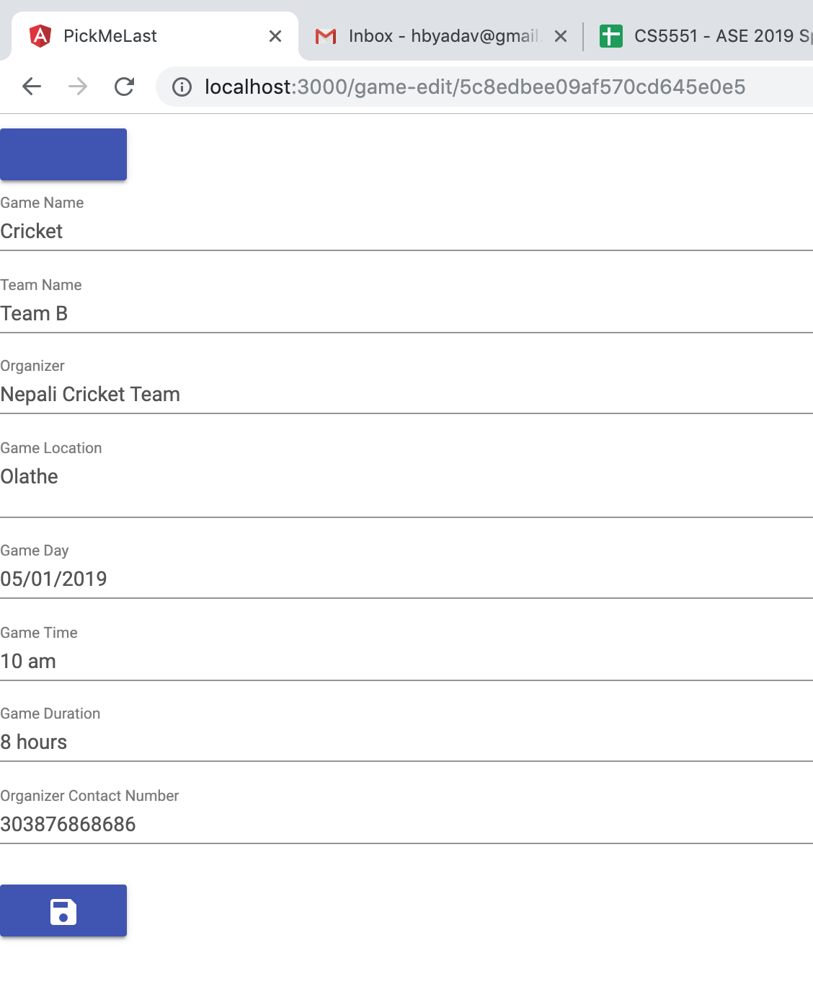 PickMeLast
Inbox - hbyadav@gmail.
CS5551 - ASE 2019 Sp
localhost:3000/game-edit/5c8edbee09af570cd645e0e5
Game Name
Cricket
Team Name
Team B
Organizer
Nepali Cricket Team
Game Location
Olathe
Game Day
05/01/2019
Game Time
10 am
Game Duration
8 hours
Organizer Contact Number
303876868686